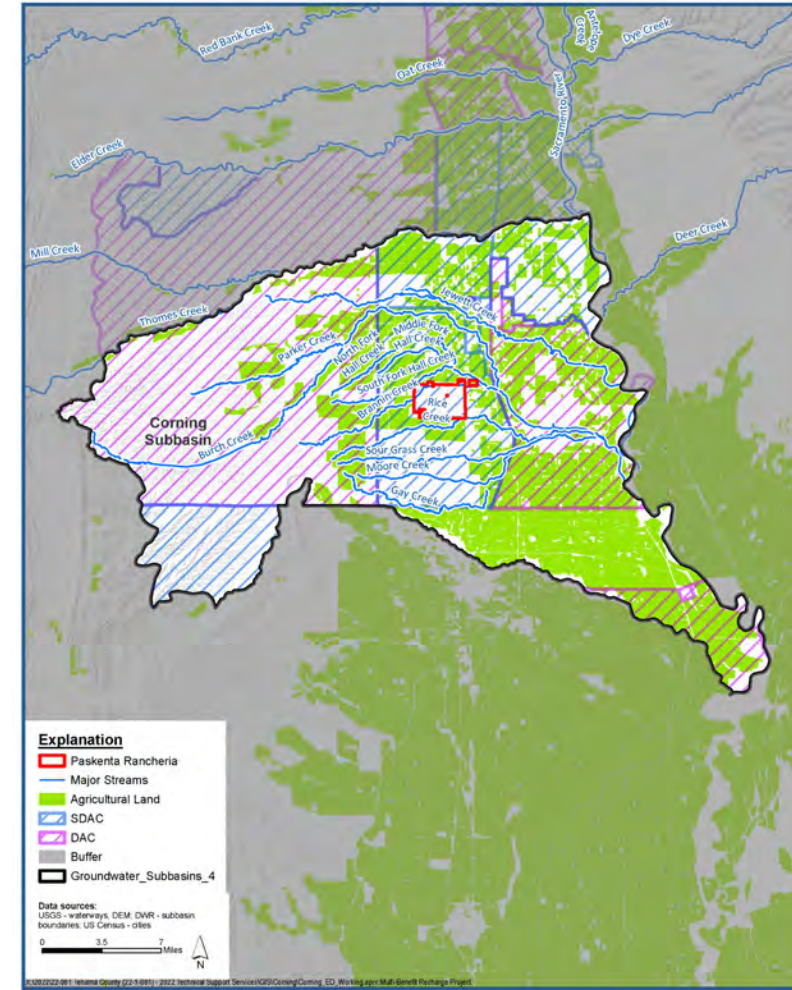 Red Bank Creek
Antelope
Creek
Dye Creek
Oat Creek
Sacramento River
Elder Creek
Deer Creek
Mill Creek
Thomes Creek
Jewett Creek
Parker Creek
North Fork
Hall Creek
Middle Fork
Hall Creek
South Fork Hall Creek
Brannin Creek
Rice
Creek
Corning
Subbasin
Burch Creek
Sour Grass Creek
Moore Creek
Gay Creek
Explanation
Paskenta Rancheria
Major Streams
Agricultural Land
SDAC
DAC
Buffer
Groundwater_Subbasins_4
Data sources:
USGS - waterways, DEM; DWR - subbasin
boundaries; US Census - cities
0 3.5 7
Miles
N